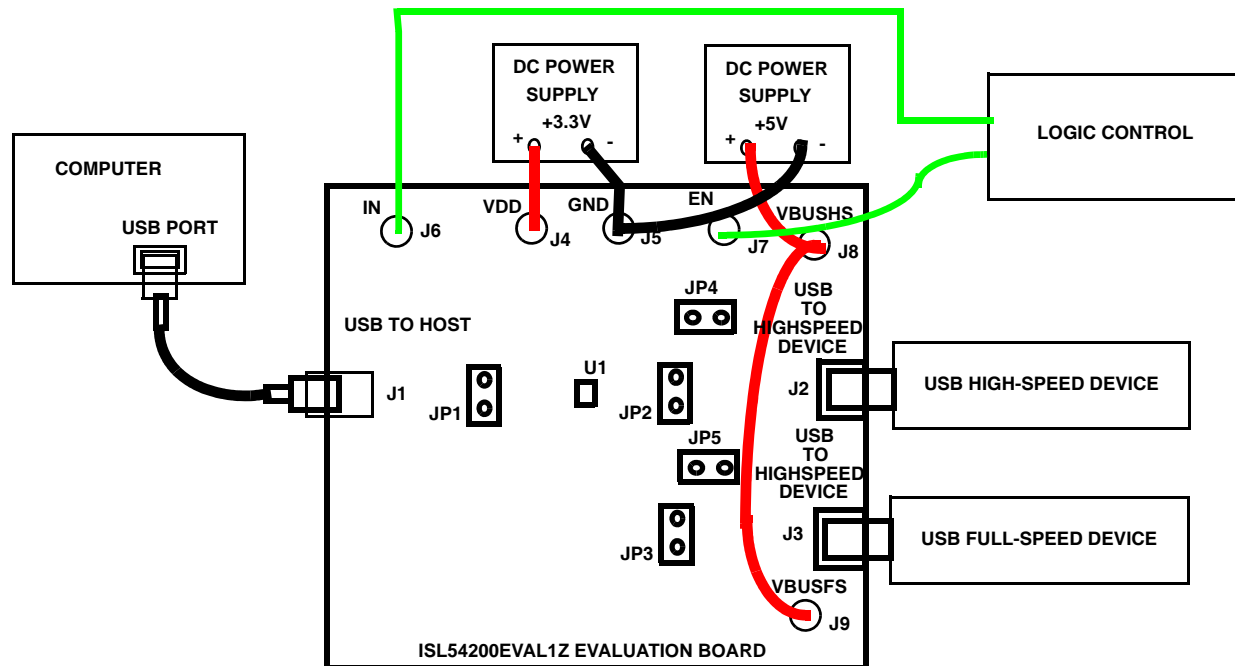 DC POWER
SUPPLY
+3.3V
+ -
DC POWER
SUPPLY
+5V
+ -
LOGIC CONTROL
COMPUTER
USB PORT
IN
J6
VDD
J4
GND
J5
EN
J7
VBUSHS
J8
USB TO HOST
J1
JP1
U1
JP4
JP2
JP5
JP3
USB
TO
HIGHSPEED
DEVICE
J2
USB HIGH-SPEED DEVICE
USB
TO
HIGHSPEED
DEVICE
J3
USB FULL-SPEED DEVICE
VBUSFS
J9
ISL54200EVAL1Z EVALUATION BOARD